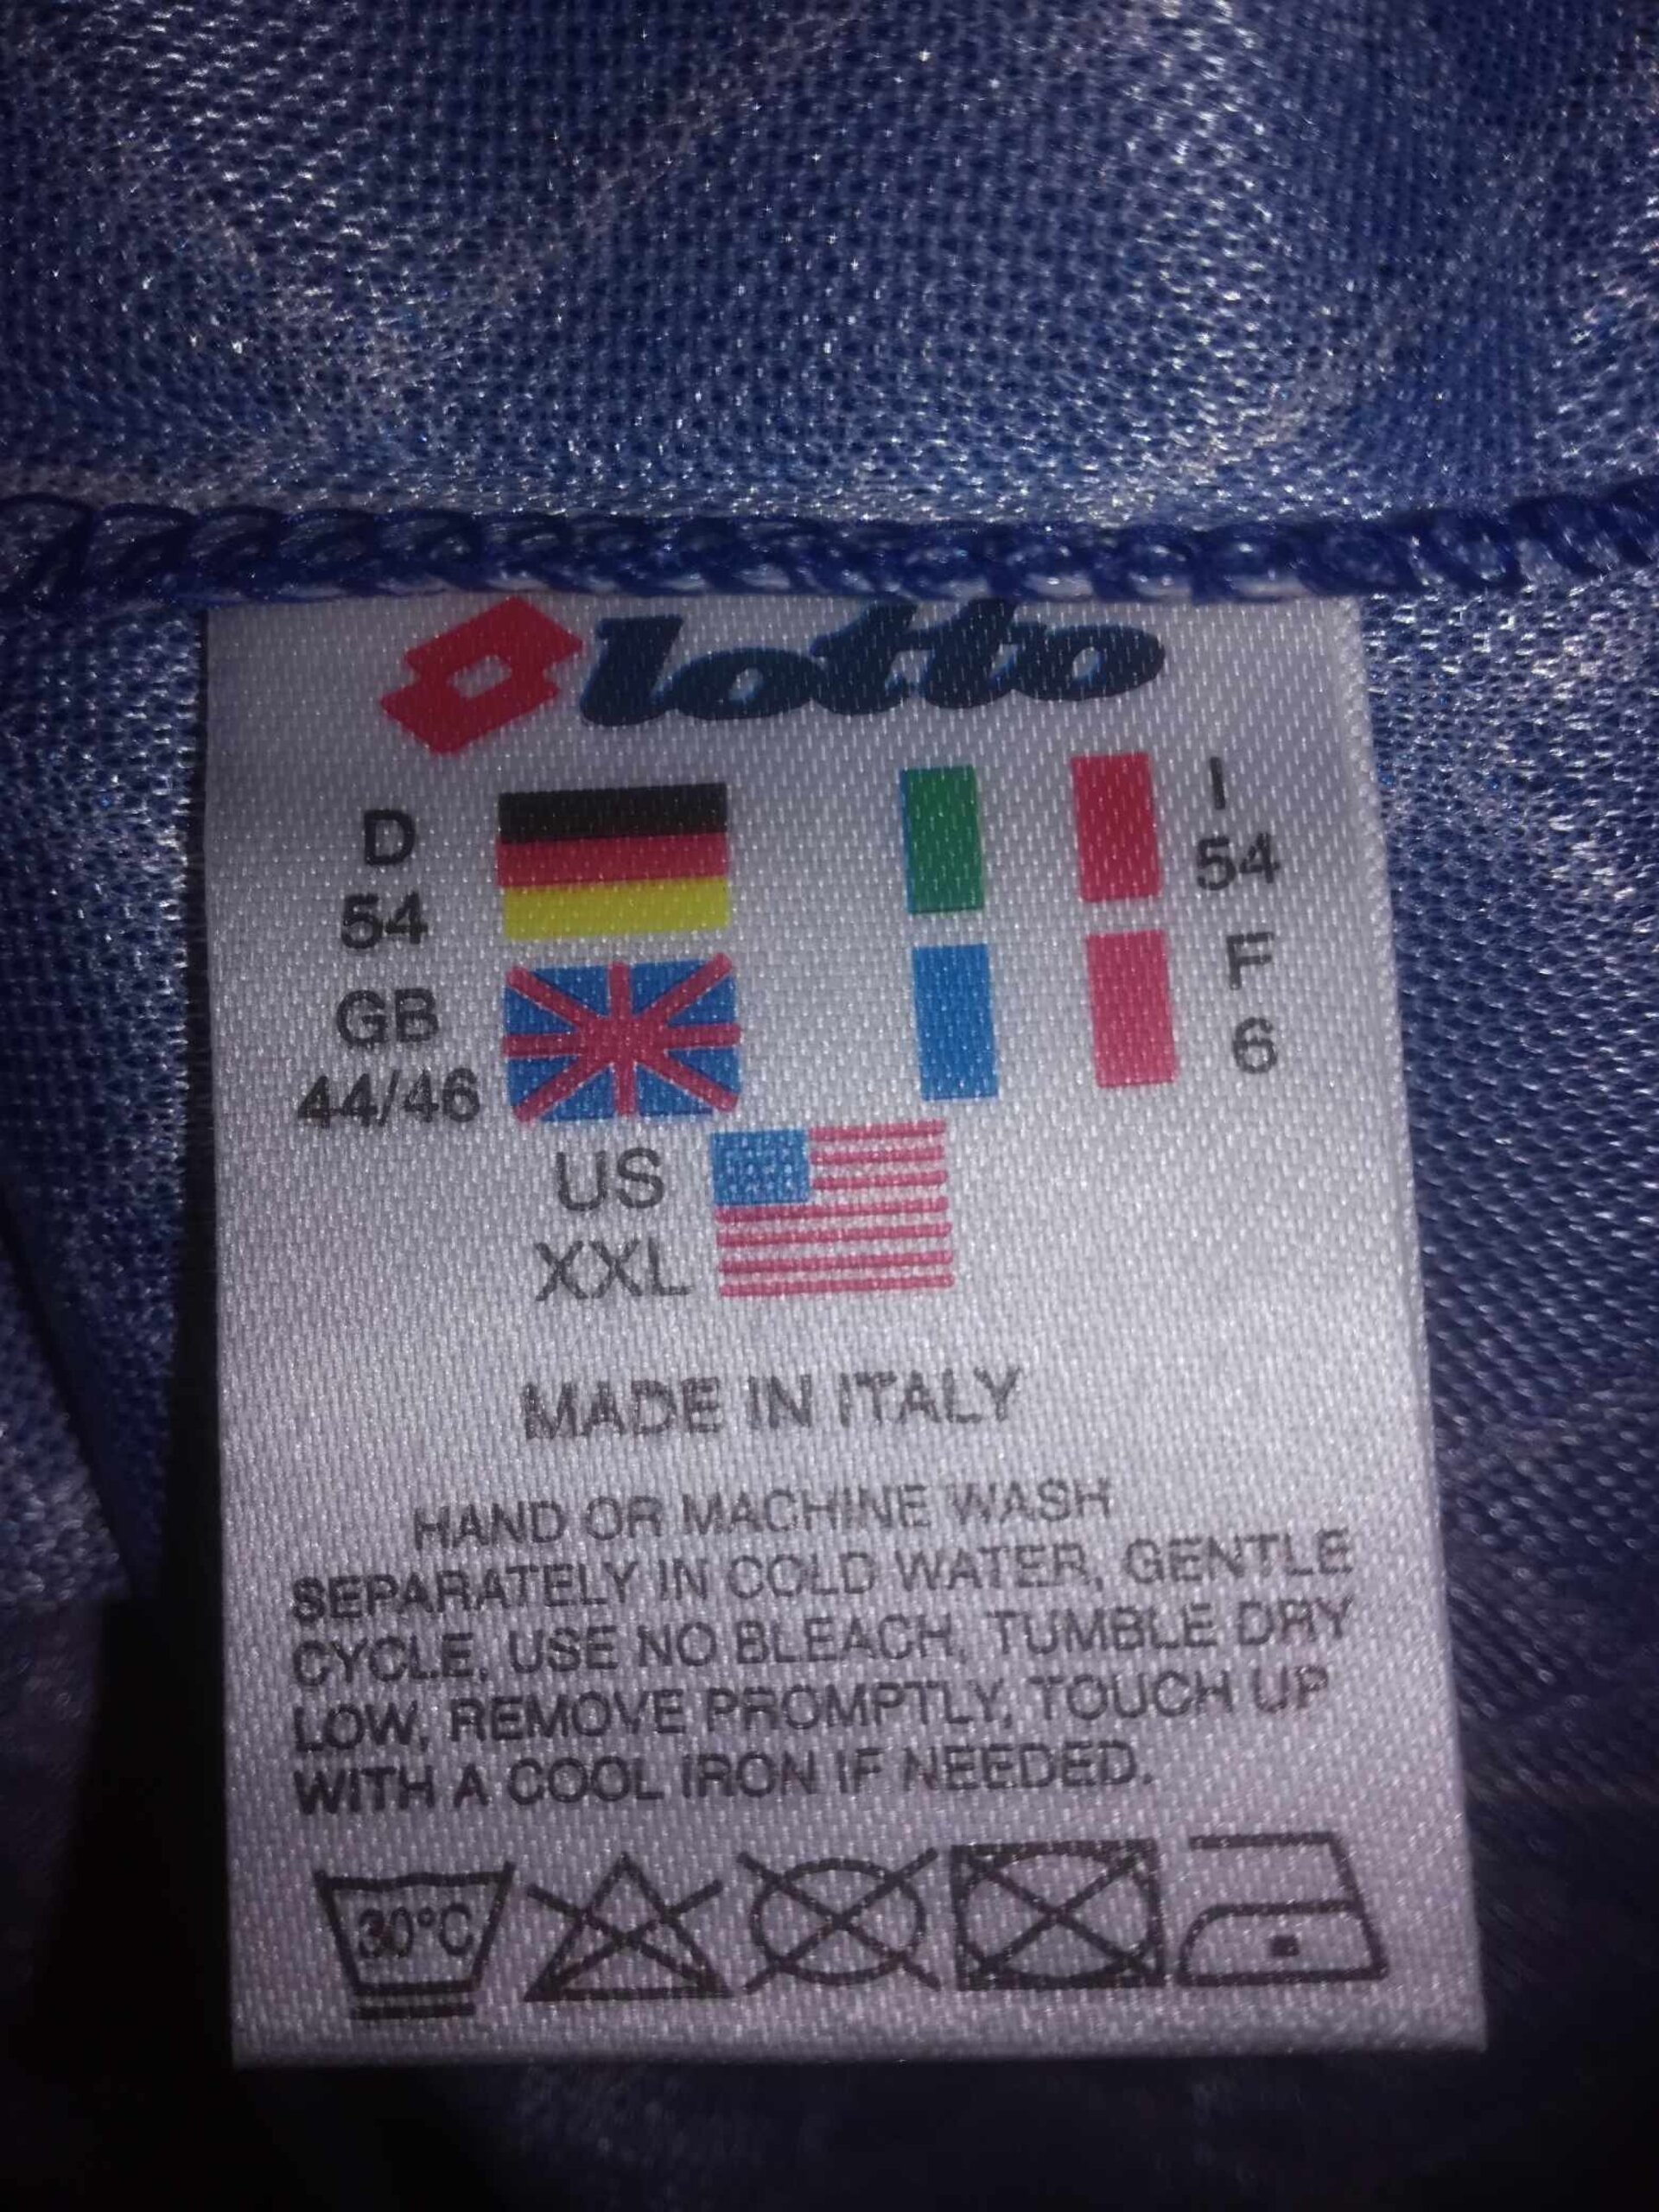 lotto
D
54
I
54
GB
44/46
F
6
US
XXL
MADE IN ITALY
HAND OR MACHINE WASH
SEPARATELY IN COLD WATER, GENTLE
CYCLE, USE NO BLEACH, TUMBLE DRY
LOW, REMOVE PROMPTLY, TOUCH UP
WITH A COOL IRON IF NEEDED.
30°C